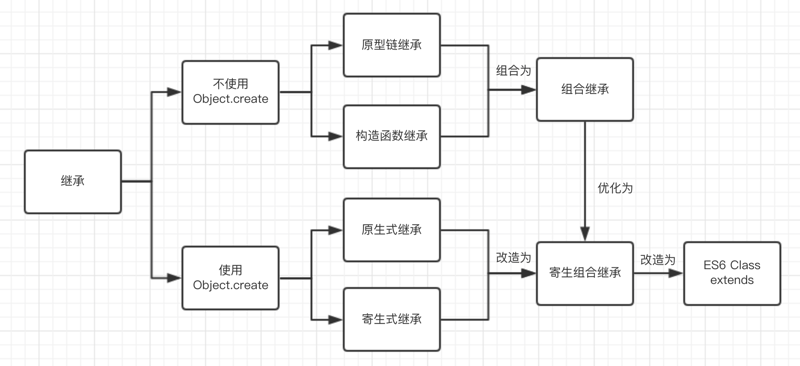 继承
不使用
Object.create
原型链继承
构造函数继承
组合为
组合继承
优化为
使用
Object.create
原生式继承
寄生式继承
改造为
寄生组合继承
改造为
ES6 Class
extends